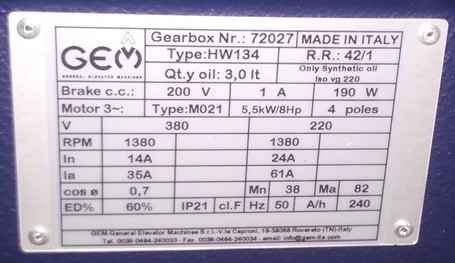 Gearbox Nr.: 72027 MADE IN ITALY
GEM
GENERAL ELEVATOR MACHINES
Type:HW134 R.R.: 42/1
Qt.y oil: 3,0 lt Only Synthetic oil
Iso vg 220
Brake c.c.: 200 V 1 A 190 W
Motor 3~: Type:M021 5,5kW/8Hp 4 poles
V 380 220
RPM 1380 1380
In 14A 24A
Ia 35A 61A
cos ø 0,7 Mn 38 Ma 82
ED% 60% IP21 cl.F Hz 50 A/h 240
GEM-General Elevator Machines S.r.l.-V.le Caproni, 18-38068 Rovereto (TN)-Italy
Tel. 0039-0464-240033 - Fax. 0039-0464-240034 - email: info@gem-ita.com